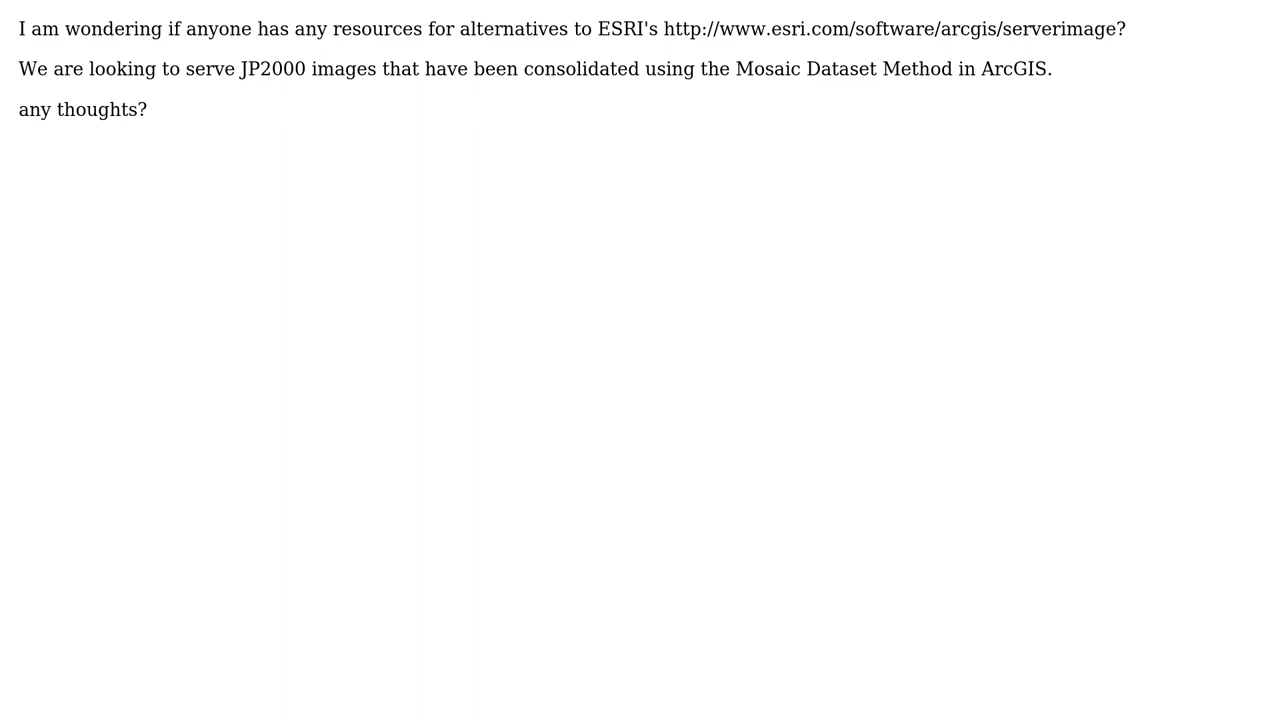 I am wondering if anyone has any resources for alternatives to ESRI's http://www.esri.com/software/arcgis/serverimage?
We are looking to serve JP2000 images that have been consolidated using the Mosaic Dataset Method in ArcGIS.
any thoughts?